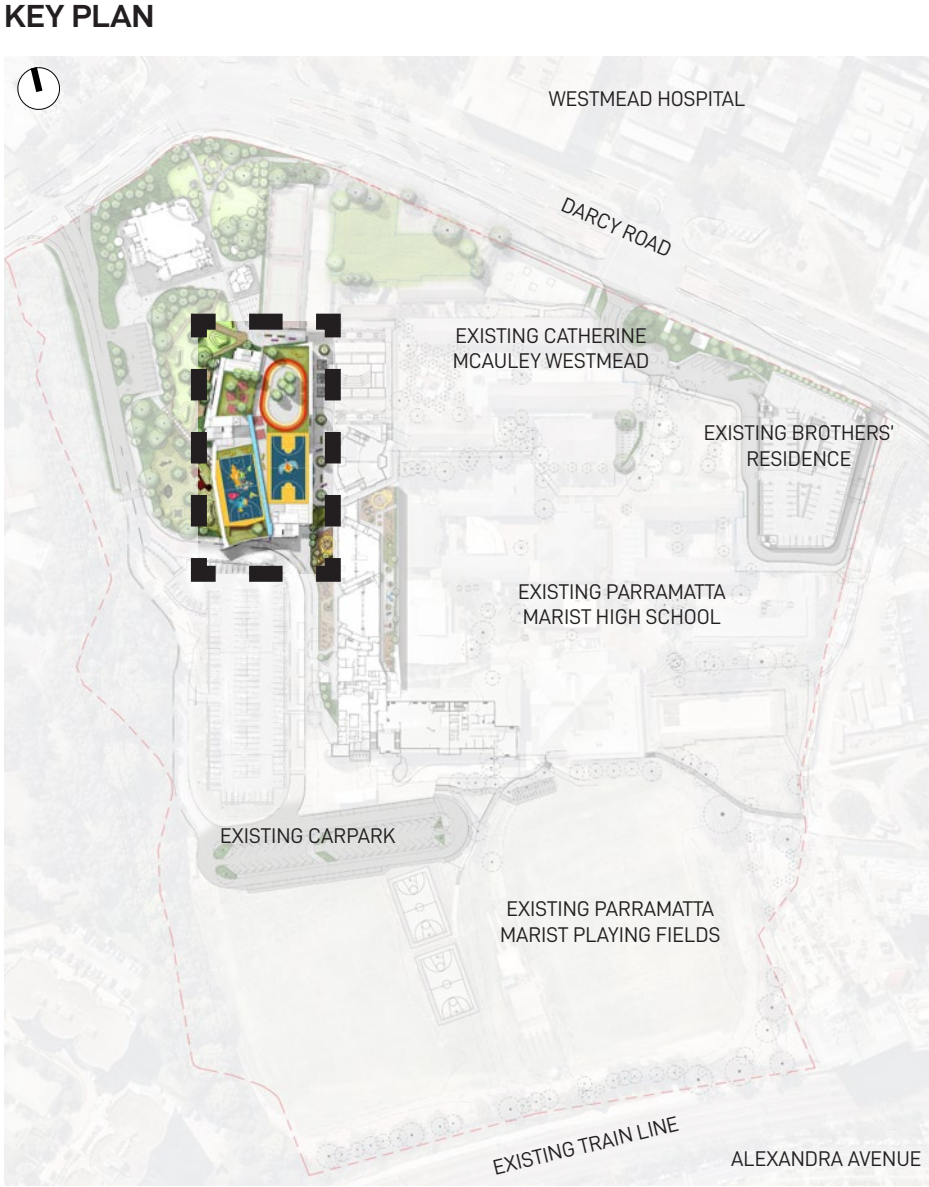 KEY PLAN
WESTMEAD HOSPITAL
DARCY ROAD
EXISTING CATHERINE
MCAULEY WESTMEAD
EXISTING BROTHERS'
RESIDENCE
EXISTING PARRAMATTA
MARIST HIGH SCHOOL
EXISTING CARPARK
EXISTING PARRAMATTA
MARIST PLAYING FIELDS
EXISTING TRAIN LINE
ALEXANDRA AVENUE